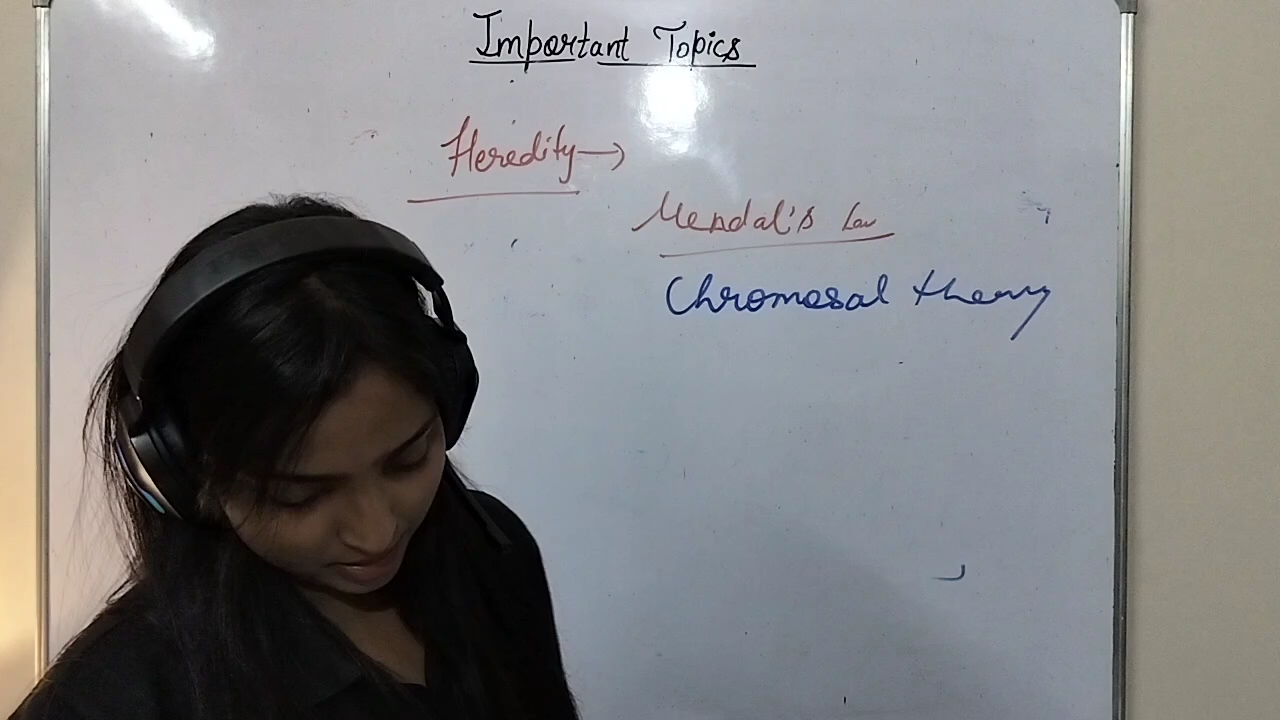 Important Topics
Heredity →
Mendal's Law
Chromosal theory